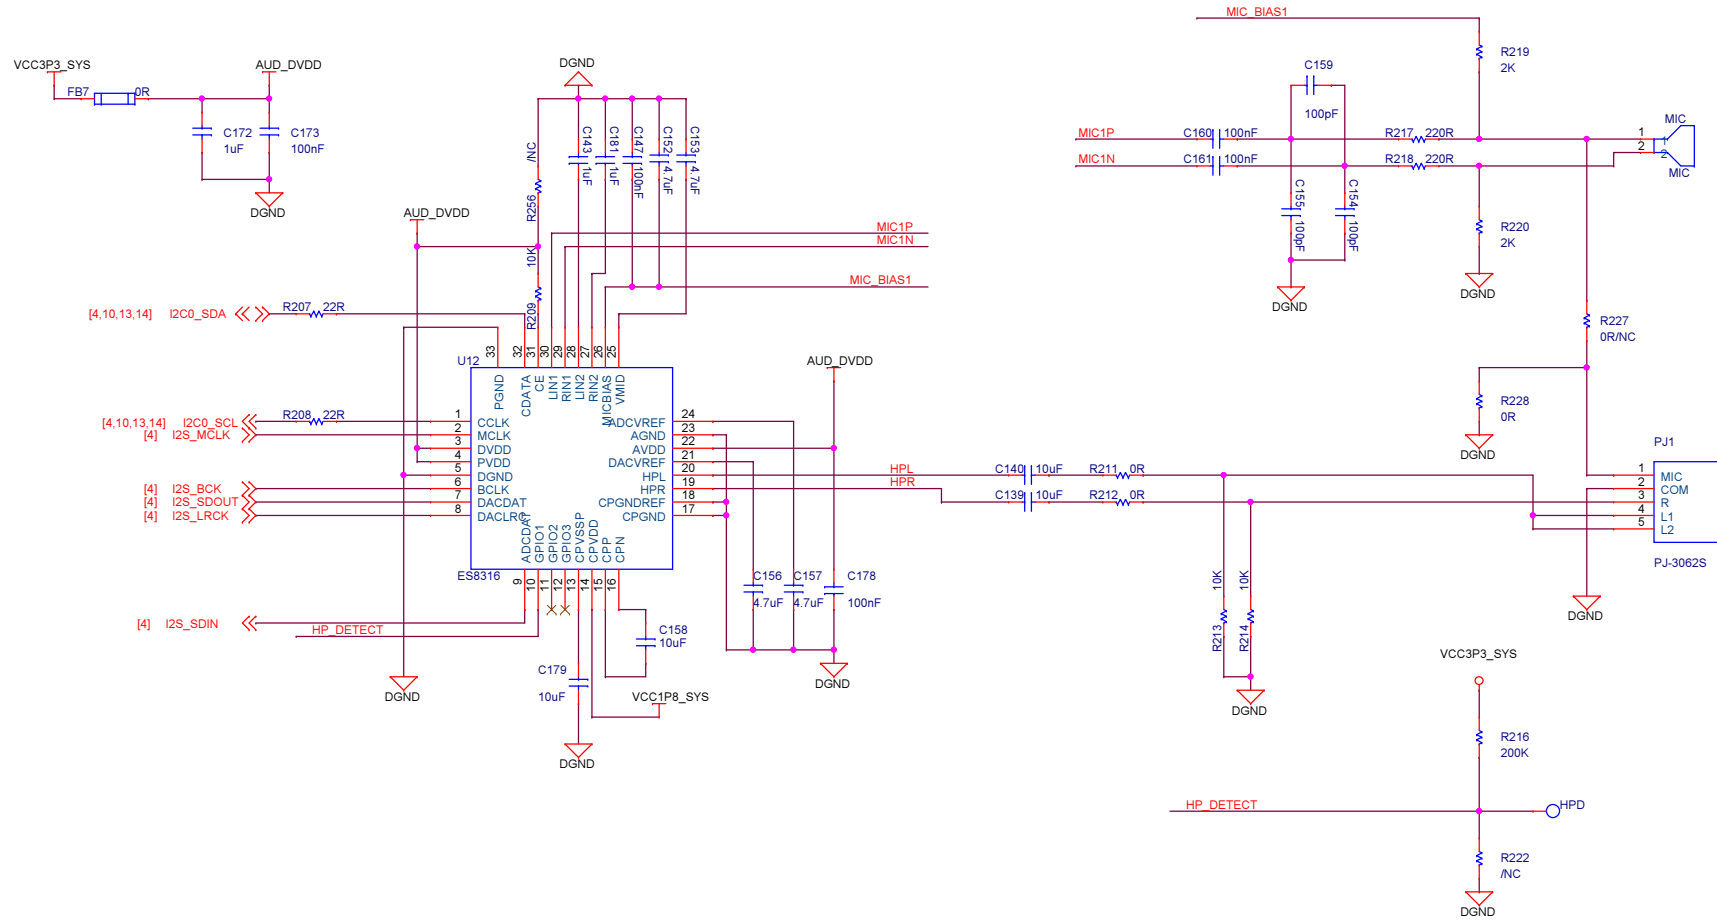 MIC_BIAS1
R219
2K
VCC3P3_SYS
AUD_DVDD
FB7
0R
C172
1uF
C173
100nF
DGND
DGND
/NC
R256
C143
1uF
C181
1uF
C147
100nF
C152
4.7uF
C153
4.7uF
C159
100pF
MIC1P
C160
100nF
R217
220R
MIC1N
C161
100nF
R218
220R
1
2
MIC
1
2
MIC
C155
100pF
C154
100pF
R220
2K
DGND
DGND
AUD_DVDD
10K
R209
MIC1P
MIC1N
MIC_BIAS1
[4,10,13,14]
I2C0_SDA
R207
22R
R227
0R/NC
R228
0R
DGND
U12
33
32
31
30
29
28
27
26
25
PGND
CDATA
CE
LIN1
RIN1
LIN2
RIN2
MICBIAS
VMID
AUD_DVDD
[4,10,13,14]
I2C0_SCL
R208
22R
[4]
I2S_MCLK
[4]
I2S_BCK
[4]
I2S_SDOUT
[4]
I2S_LRCK
1
CCLK
2
MCLK
3
DVDD
4
PVDD
5
DGND
6
BCLK
7
DACDAT
8
DACLRC
ADCVREF
24
AGND
23
AVDD
22
DACVREF
21
HPL
20
HPR
19
CPGNDREF
18
CPGND
17
ADCDAT
GPIO1
GPIO2
GPIO3
CPVSSP
CPVDD
CPP
CPN
ES8316
9
10
11
12
13
14
15
16
HPL
HPR
C140
10uF
R211
0R
C139
10uF
R212
0R
PJ1
1
MIC
2
COM
3
R
4
L1
5
L2
PJ-3062S
C156
4.7uF
C157
4.7uF
C178
100nF
10K
R213
10K
R214
DGND
[4]
I2S_SDIN
HP_DETECT
C158
10uF
C179
10uF
VCC1P8_SYS
DGND
DGND
DGND
DGND
VCC3P3_SYS
R216
200K
HP_DETECT
HPD
R222
/NC
DGND